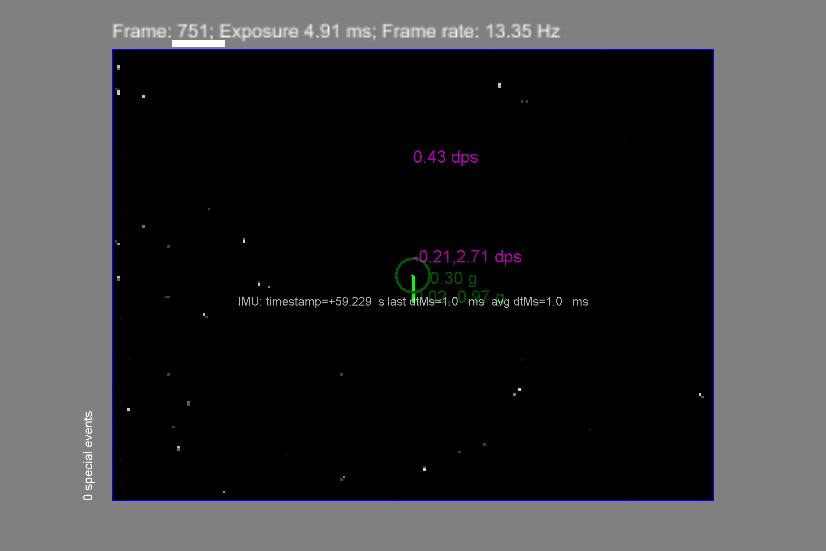 Frame: 751; Exposure 4.91 ms; Frame rate: 13.35 Hz
0.43 dps
-0.21,2.71 dps
0.30 g
0.97 g
IMU: timestamp=+59.229 s last dtMs=1.0 ms avg dtMs=1.0 ms
0 special events